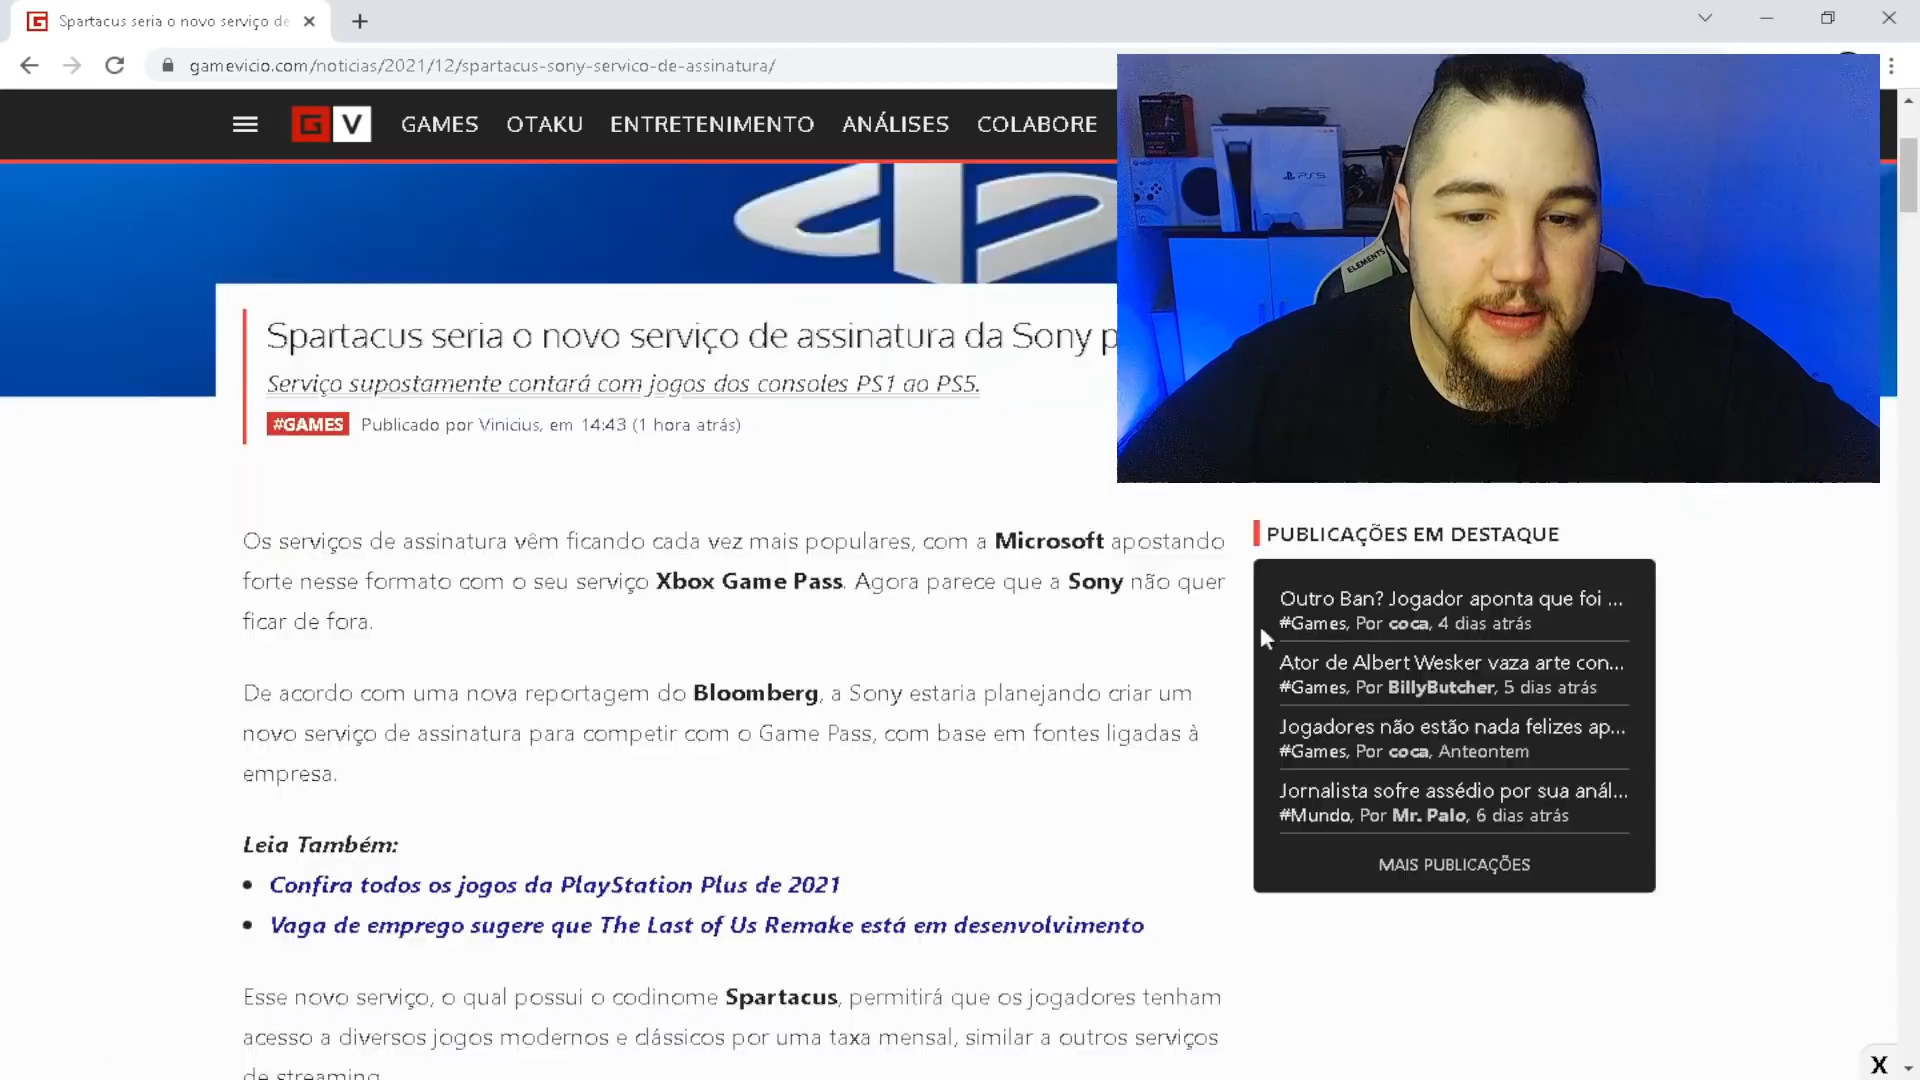 Spartacus seria o novo serviço de
gamevicio.com/noticias/2021/12/spartacus-sony-servico-de-assinatura/
G V GAMES OTAKU ENTRETENIMENTO ANÁLISES COLABORE
PS5
ELEMENTS
Spartacus seria o novo serviço de assinatura da Sony p
Serviço supostamente contará com jogos dos consoles PS1 ao PS5.
#GAMES Publicado por Vinicius, em 14:43 (1 hora atrás)
Os serviços de assinatura vêm ficando cada vez mais populares, com a Microsoft apostando
forte nesse formato com o seu serviço Xbox Game Pass. Agora parece que a Sony não quer
ficar de fora.
De acordo com uma nova reportagem do Bloomberg, a Sony estaria planejando criar um
novo serviço de assinatura para competir com o Game Pass, com base em fontes ligadas à
empresa.
Leia Também:
• Confira todos os jogos da PlayStation Plus de 2021
• Vaga de emprego sugere que The Last of Us Remake está em desenvolvimento
Esse novo serviço, o qual possui o codinome Spartacus, permitirá que os jogadores tenham
acesso a diversos jogos modernos e clássicos por uma taxa mensal, similar a outros serviços
de streaming.
PUBLICAÇÕES EM DESTAQUE
Outro Ban? Jogador aponta que foi ...
#Games, Por coca, 4 dias atrás
Ator de Albert Wesker vaza arte con...
#Games, Por BillyButcher, 5 dias atrás
Jogadores não estão nada felizes ap...
#Games, Por coca, Anteontem
Jornalista sofre assédio por sua anál...
#Mundo, Por Mr. Palo, 6 dias atrás
MAIS PUBLICAÇÕES
X